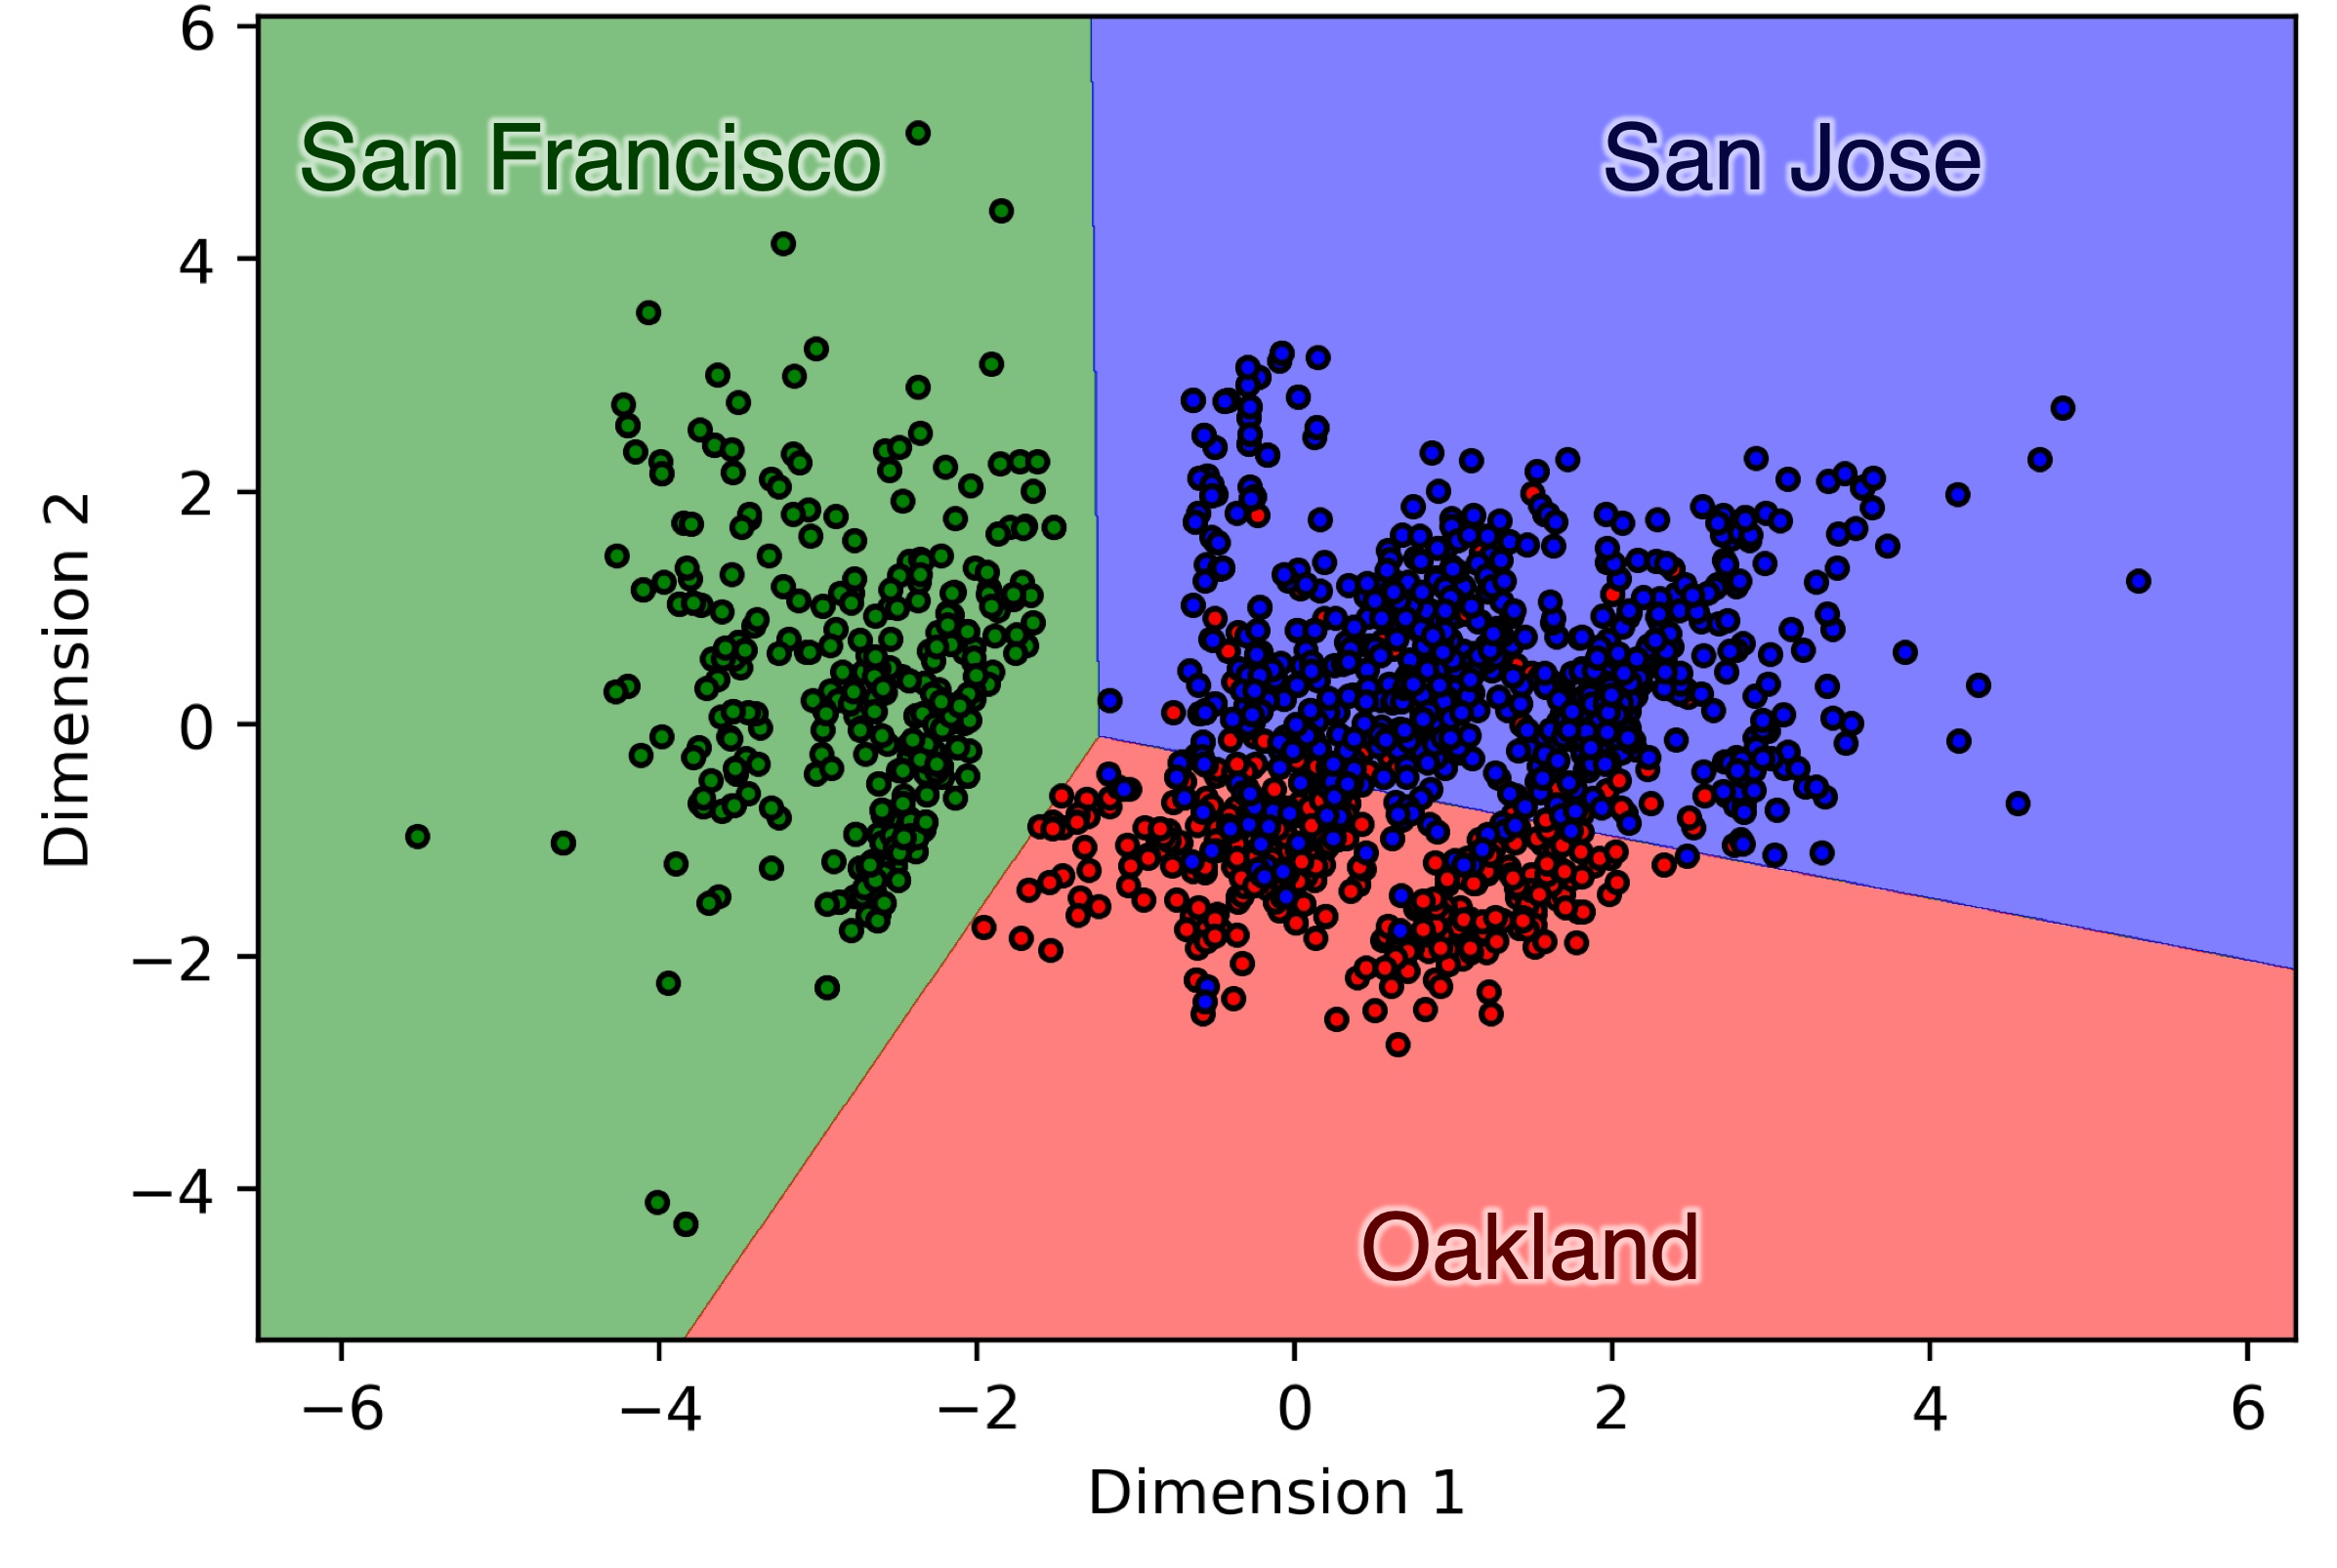 6
San Francisco
San Jose
4
2
0
−2
−4
Oakland
Dimension 2
−6
−4
−2
0
2
4
6
Dimension 1